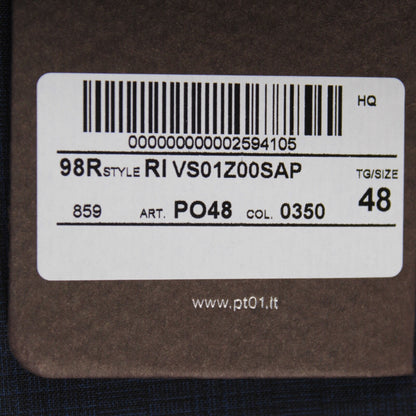 HQ
000000000002594105
98R STYLE RI VS01Z00SAP TG/SIZE
859 ART. PO48 COL. 0350 48
www.pt01.it